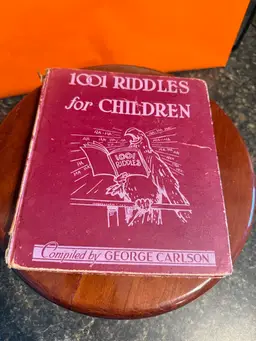 1001 RIDDLES
for CHILDREN
1001
RIDDLES
Compiled by GEORGE CARLSON